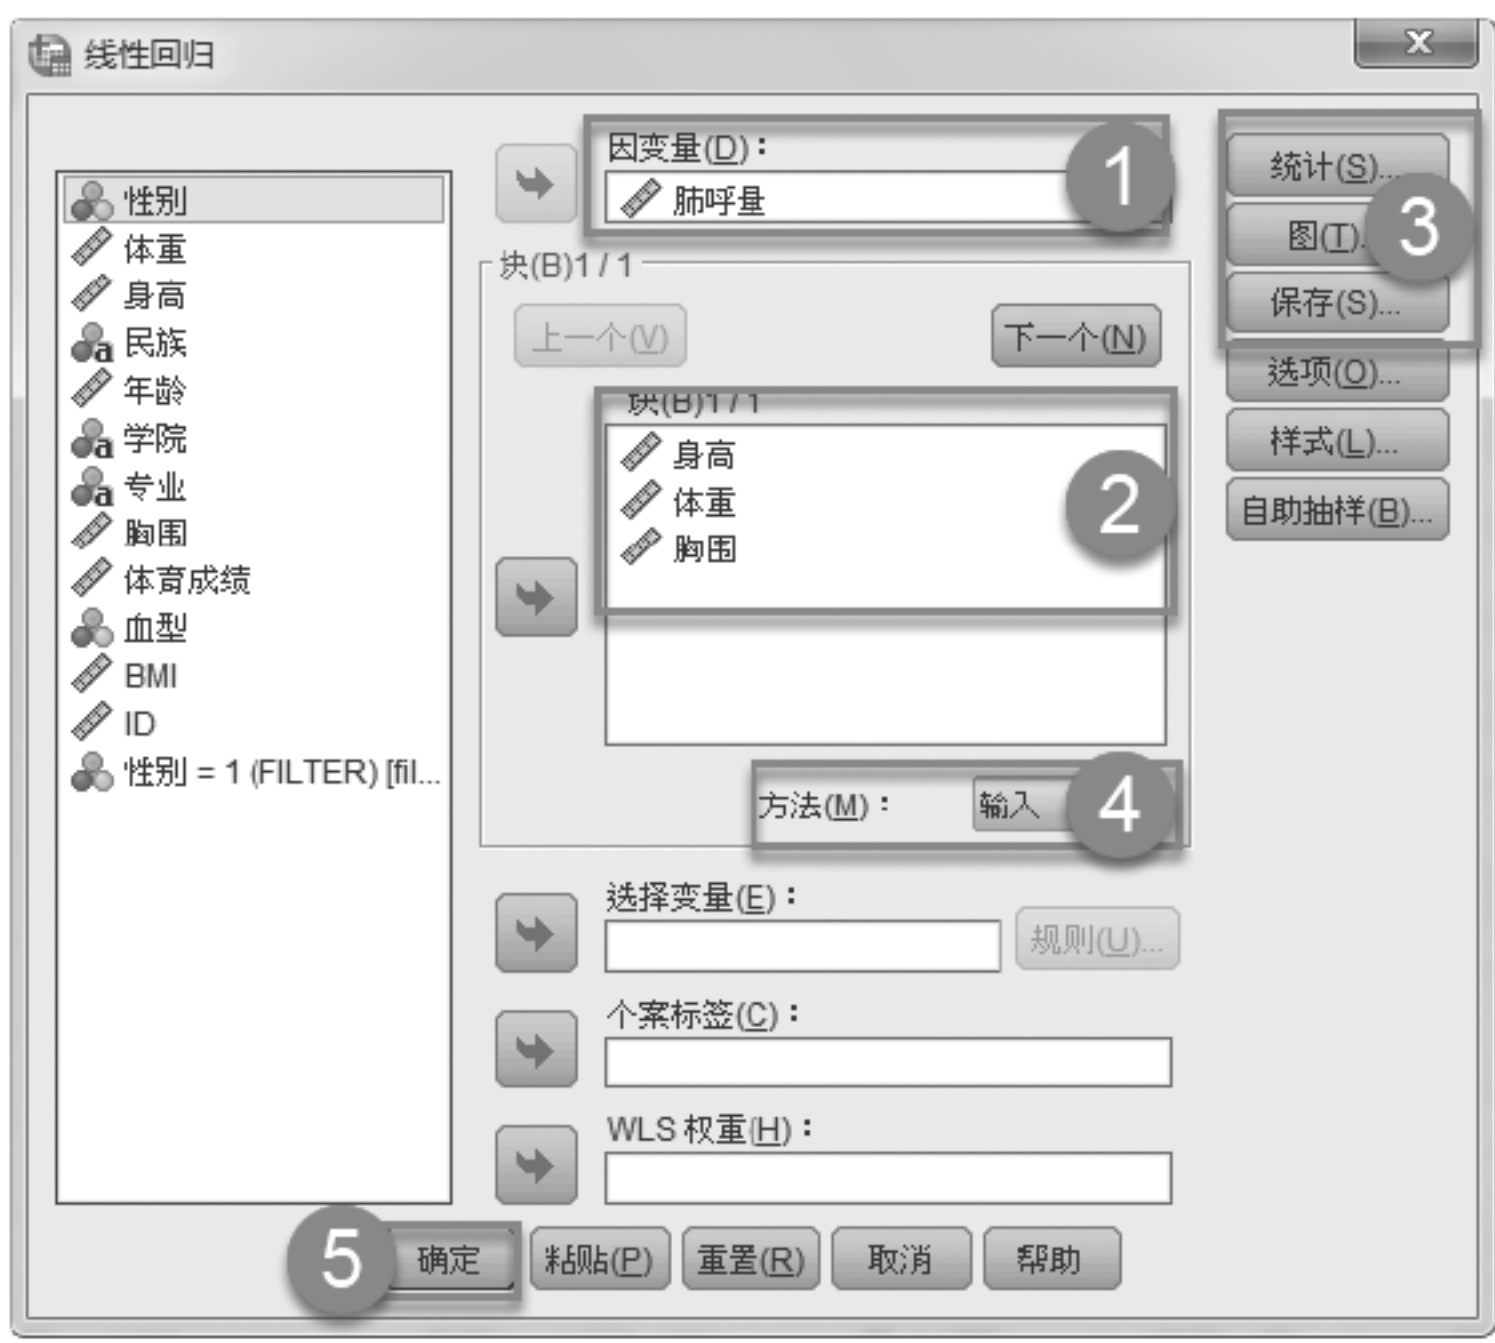 线性回归
x
性别
体重
身高
民族
年龄
学院
专业
胸围
体育成绩
血型
BMI
ID
性别 = 1 (FILTER) [fil...
因变量(D)：
肺呼量
1
块(B)1 / 1
上一个(V)
下一个(N)
块(B)1 / 1
身高
体重
胸围
2
方法(M)：
输入
4
选择变量(E)：
规则(U)...
个案标签(C)：
WLS 权重(H)：
统计(S)...
图(T).
保存(S)...
3
选项(O)...
样式(L)...
自助抽样(B)...
5
确定
粘贴(P)
重置(R)
取消
帮助